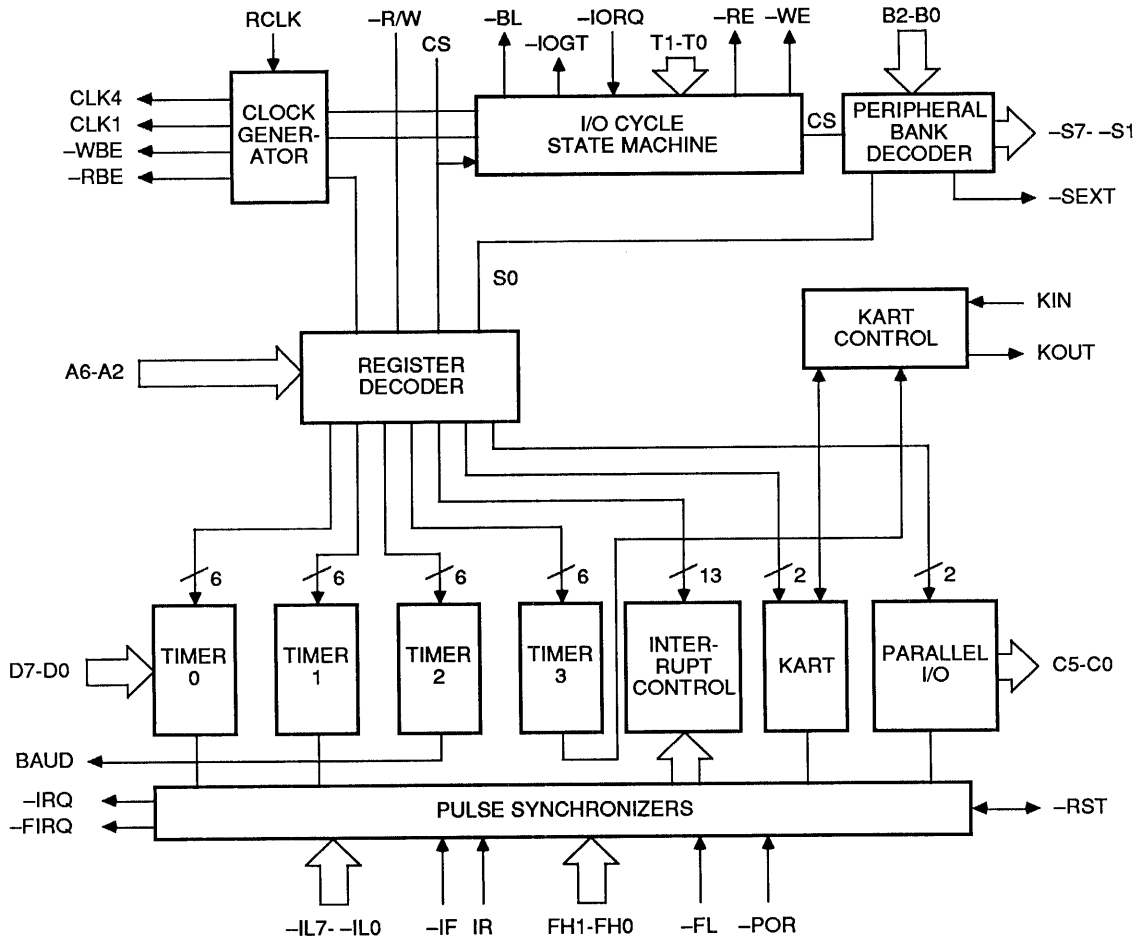 RCLK
–R/W
CS
–BL
–IOGT
–IORQ
T1-T0
–RE
–WE
B2-B0
CLK4
CLK1
–WBE
–RBE
CLOCK
GENER-
ATOR
I/O CYCLE
STATE MACHINE
CS
PERIPHERAL
BANK
DECODER
–S7- –S1
–SEXT
S0
A6-A2
REGISTER
DECODER
KART
CONTROL
KIN
KOUT
6
6
6
6
13
2
2
D7-D0
TIMER
0
TIMER
1
TIMER
2
TIMER
3
INTER-
RUPT
CONTROL
KART
PARALLEL
I/O
C5-C0
BAUD
–IRQ
–FIRQ
PULSE SYNCHRONIZERS
–RST
–IL7- –IL0
–IF
IR
FH1-FH0
–FL
–POR